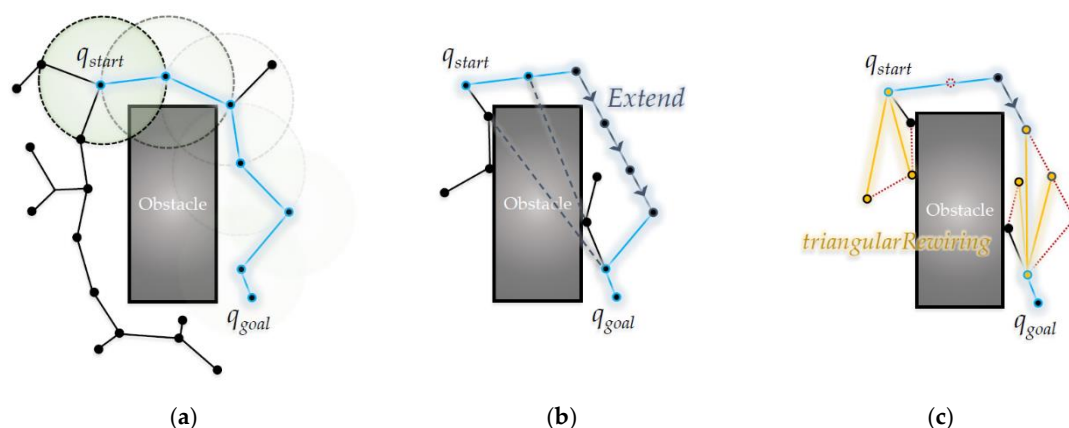 q_start
Obstacle
q_goal
(a)
q_start
Extend
Obstacle
q_goal
(b)
q_start
Obstacle
triangularRewiring
q_goal
(c)